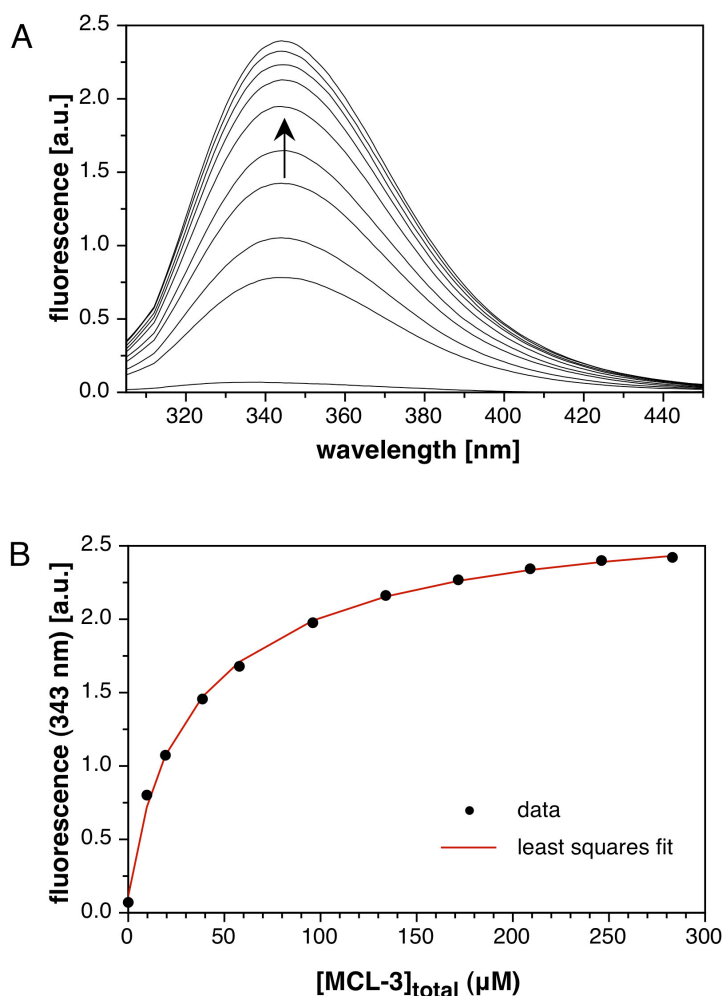 A
fluorescence [a.u.]
2.5
2.0
1.5
1.0
0.5
0.0
320 340 360 380 400 420 440
wavelength [nm]
B
fluorescence (343 nm) [a.u.]
2.5
2.0
1.5
1.0
0.5
0.0
data
least squares fit
0 50 100 150 200 250 300
[MCL-3]total (µM)